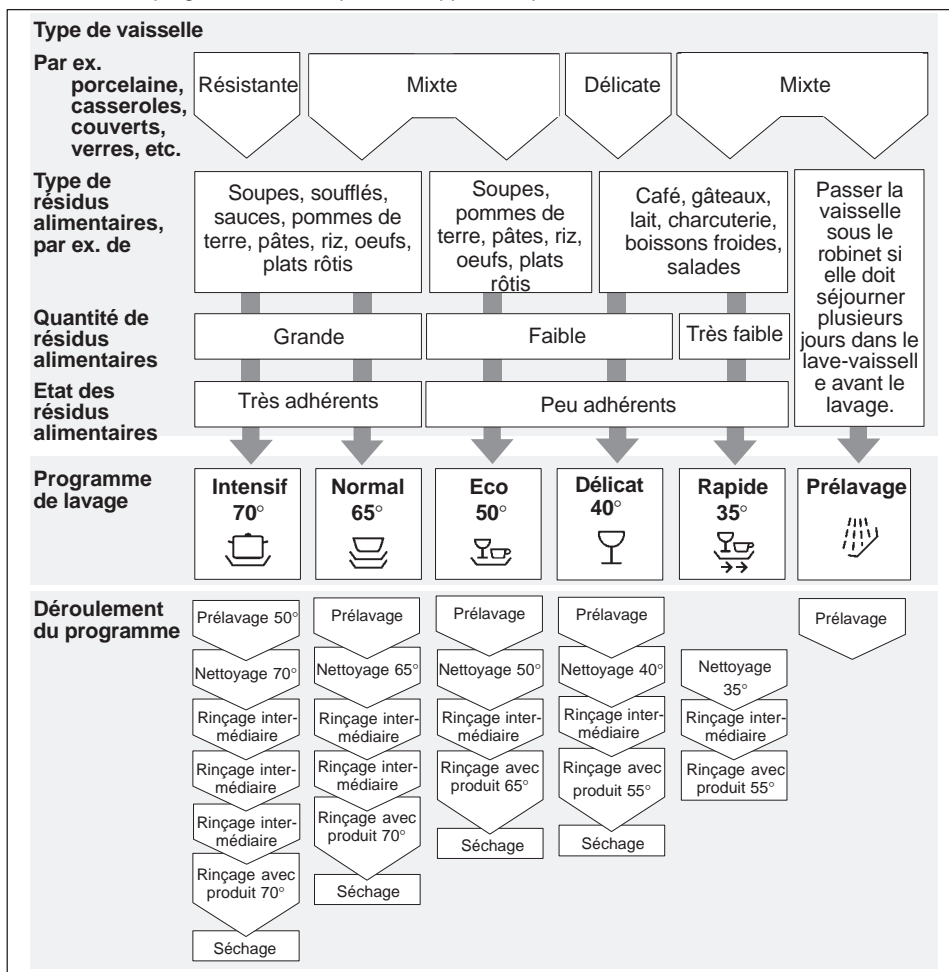 Type de vaisselle
Par ex.
porcelaine,
casseroles,
couverts,
verres, etc.
Résistante
Mixte
Délicate
Mixte
Type de
résidus
alimentaires,
par ex. de
Soupes, soufflés,
sauces, pommes de
terre, pâtes, riz, oeufs,
plats rôtis
Soupes,
pommes de
terre, pâtes, riz,
oeufs, plats
rôtis
Café, gâteaux,
lait, charcuterie,
boissons froides,
salades
Passer la
vaisselle
sous le
robinet si
elle doit
séjourner
plusieurs
jours dans le
lave-vaissell
e avant le
lavage.
Quantité de
résidus
alimentaires
Grande
Faible
Très faible
Etat des
résidus
alimentaires
Très adhérents
Peu adhérents
Programme
de lavage
Intensif
70°
Normal
65°
Eco
50°
Délicat
40°
Rapide
35°
Prélavage
Déroulement
du programme
Prélavage 50°
Nettoyage 70°
Rinçage inter-
médiaire
Rinçage inter-
médiaire
Rinçage inter-
médiaire
Rinçage avec
produit 70°
Séchage
Prélavage
Nettoyage 65°
Rinçage inter-
médiaire
Rinçage inter-
médiaire
Rinçage avec
produit 70°
Séchage
Prélavage
Nettoyage 50°
Rinçage inter-
médiaire
Rinçage avec
produit 65°
Séchage
Prélavage
Nettoyage 40°
Rinçage inter-
médiaire
Rinçage avec
produit 55°
Séchage
Nettoyage
35°
Rinçage inter-
médiaire
Rinçage avec
produit 55°
Prélavage